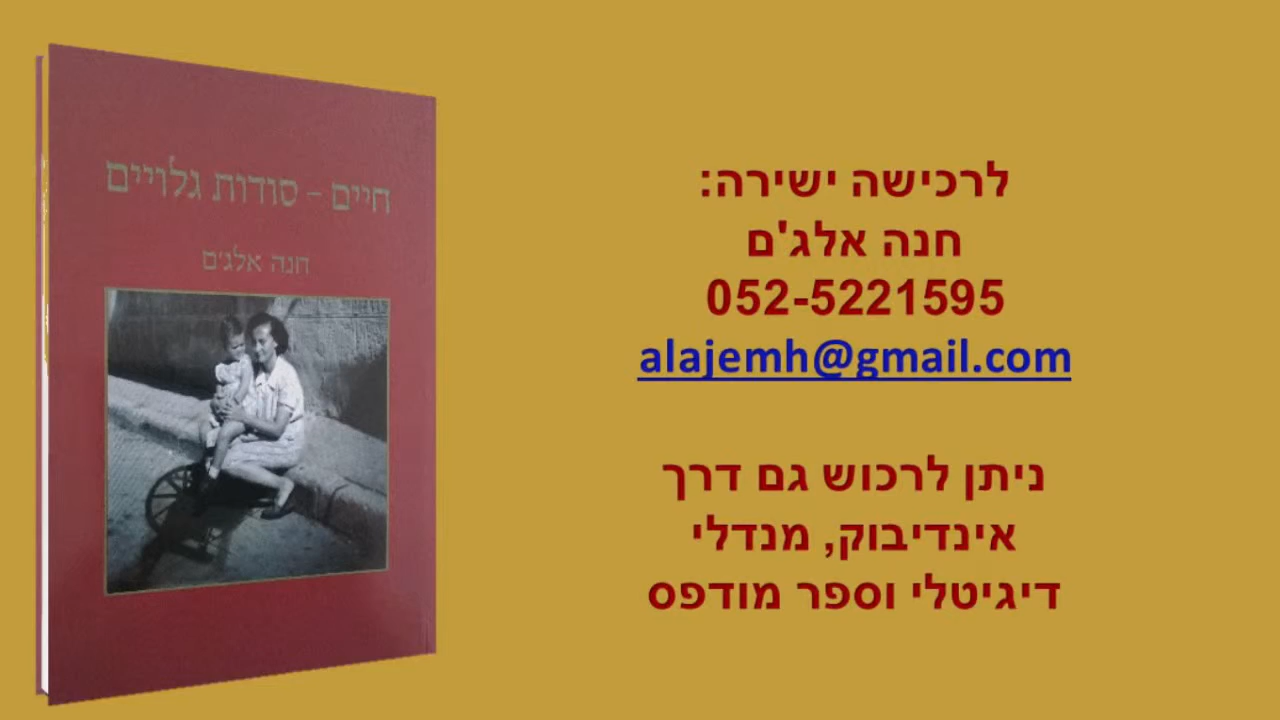 חיים - סודות גלויים
חנה אלג'ם
לרכישה ישירה:
חנה אלג'ם
052-5221595
alajemh@gmail.com
ניתן לרכוש גם דרך
אינדיבוק, מנדלי
דיגיטלי וספר מודפס